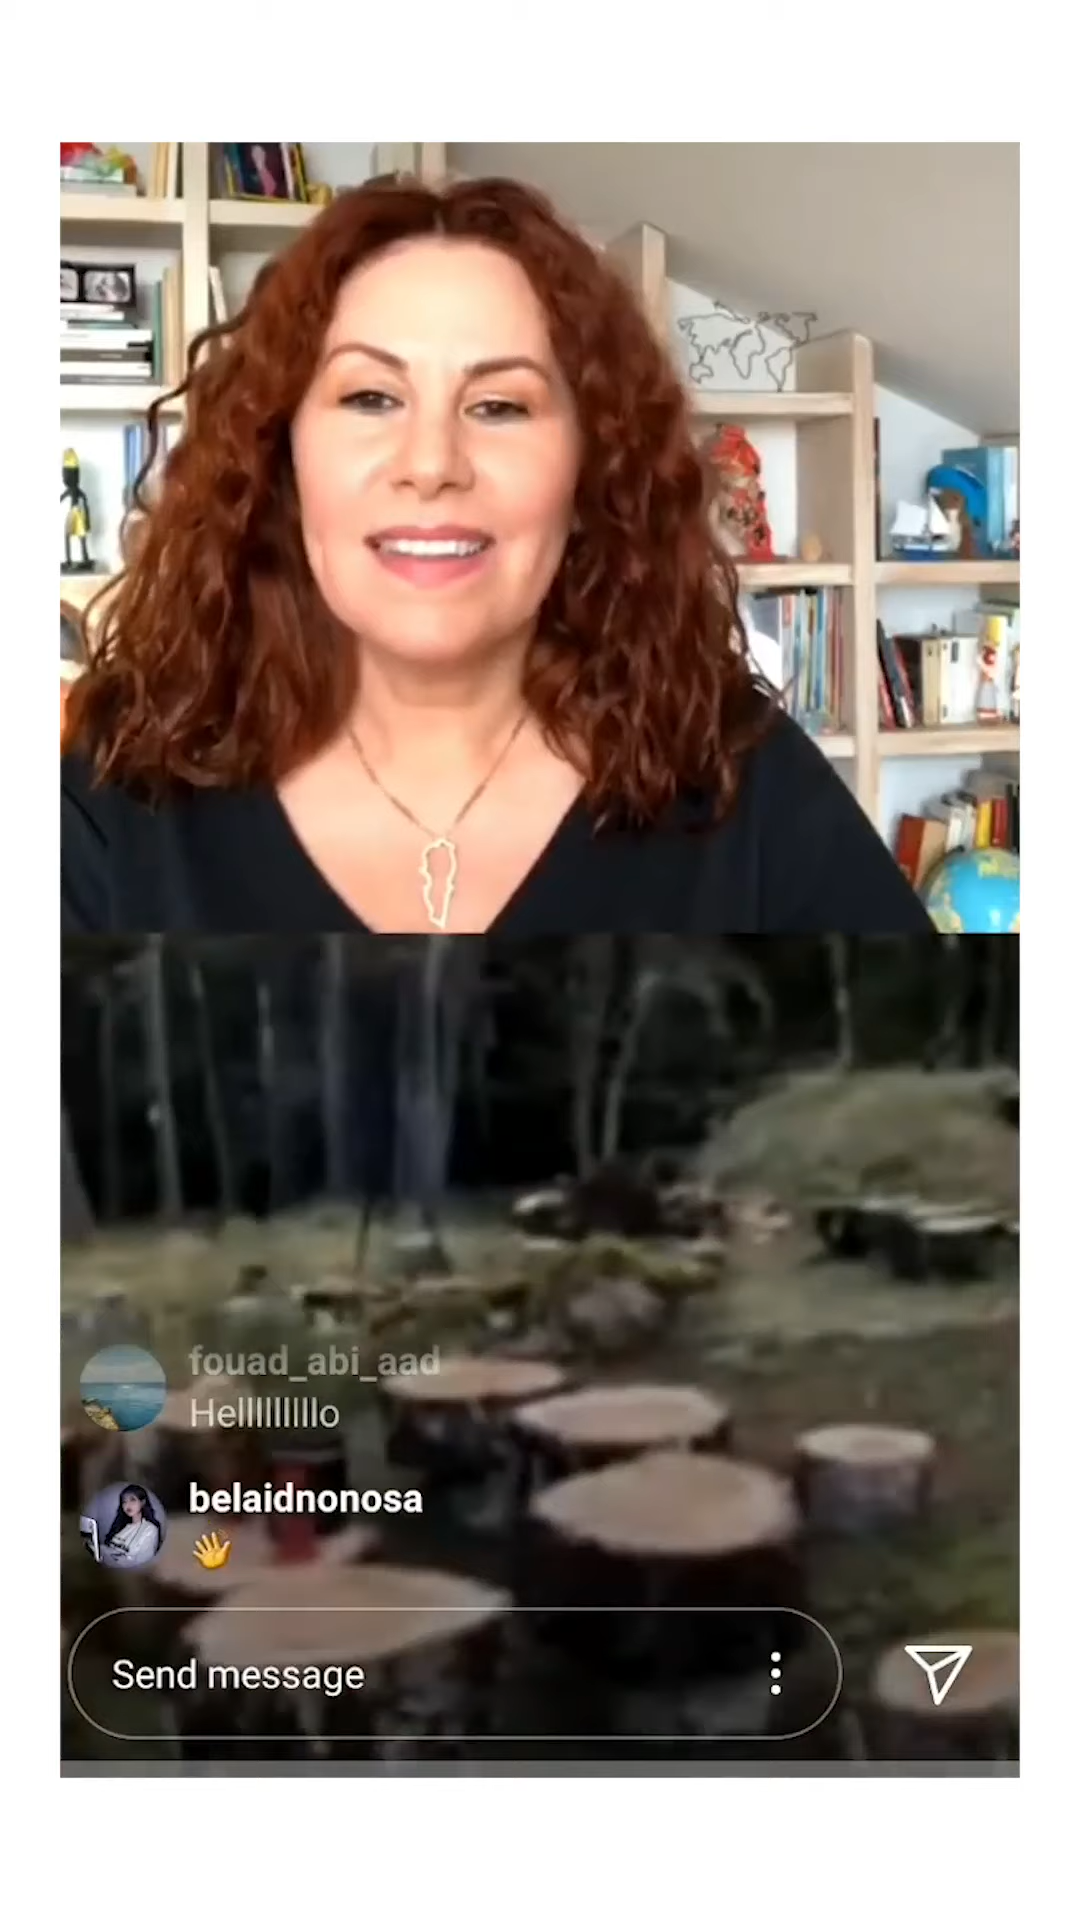 fouad_abi_aad
Hellllllllo
belaidnonosa
👋
Send message